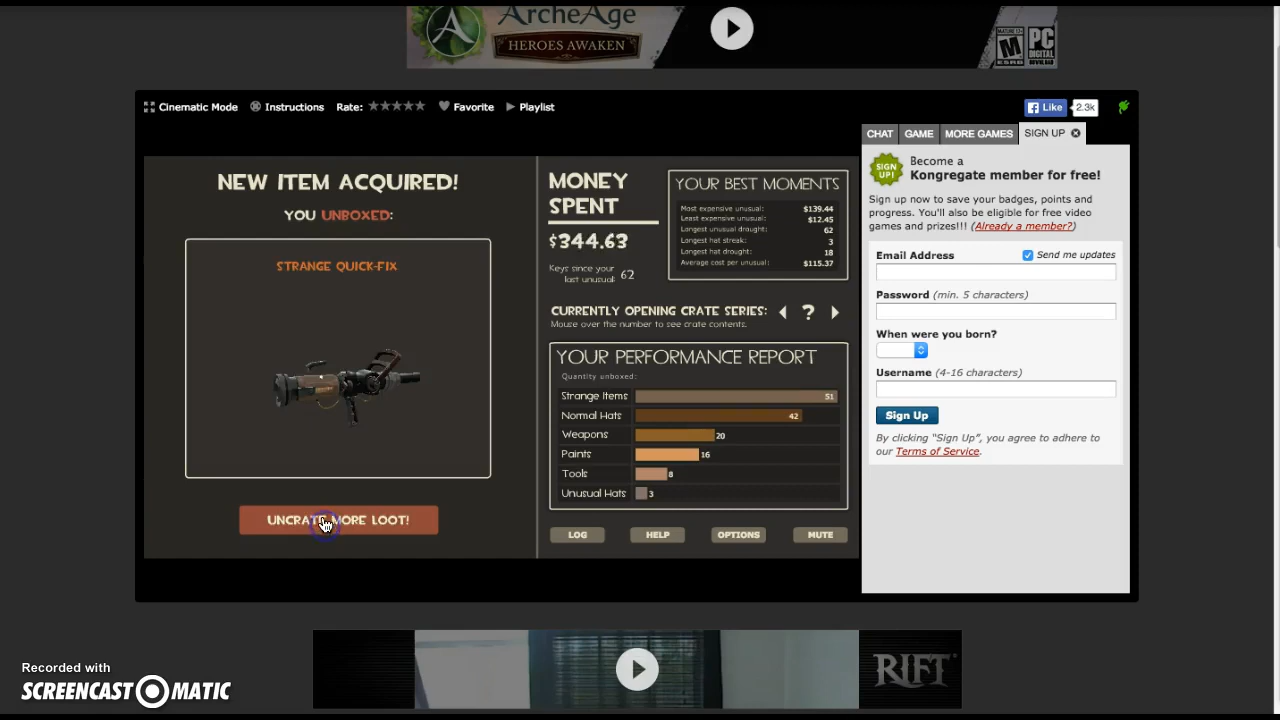 ARCHEAGE
HEROES AWAKEN
MATURE 17+
M
ESRB
PC
DIGITAL
Cinematic Mode Instructions Rate: Favorite Playlist
Like 2.3k
CHAT GAME MORE GAMES SIGN UP
NEW ITEM ACQUIRED!
YOU UNBOXED:
STRANGE QUICK-FIX
UNCRATE MORE LOOT!
MONEY
SPENT
$344.63
Keys since your
last unusual: 62
YOUR BEST MOMENTS
Most expensive unusual: $139.44
Least expensive unusual: $12.45
Longest unusual drought: 62
Longest hat streak: 3
Longest hat drought: 18
Average cost per unusual: $115.37
CURRENTLY OPENING CRATE SERIES: ?
Mouse over the number to see crate contents.
YOUR PERFORMANCE REPORT
Quantity unboxed:
Strange Items 51
Normal Hats 42
Weapons 20
Paints 16
Tools 8
Unusual Hats 3
LOG HELP OPTIONS MUTE
SIGN UP!
Become a
Kongregate member for free!
Sign up now to save your badges, points and
progress. You'll also be eligible for free video
games and prizes!!! (Already a member?)
Email Address Send me updates
Password (min. 5 characters)
When were you born?
Username (4-16 characters)
Sign Up
By clicking "Sign Up", you agree to adhere to
our Terms of Service.
RIFT
Recorded with
SCREENCAST-O-MATIC